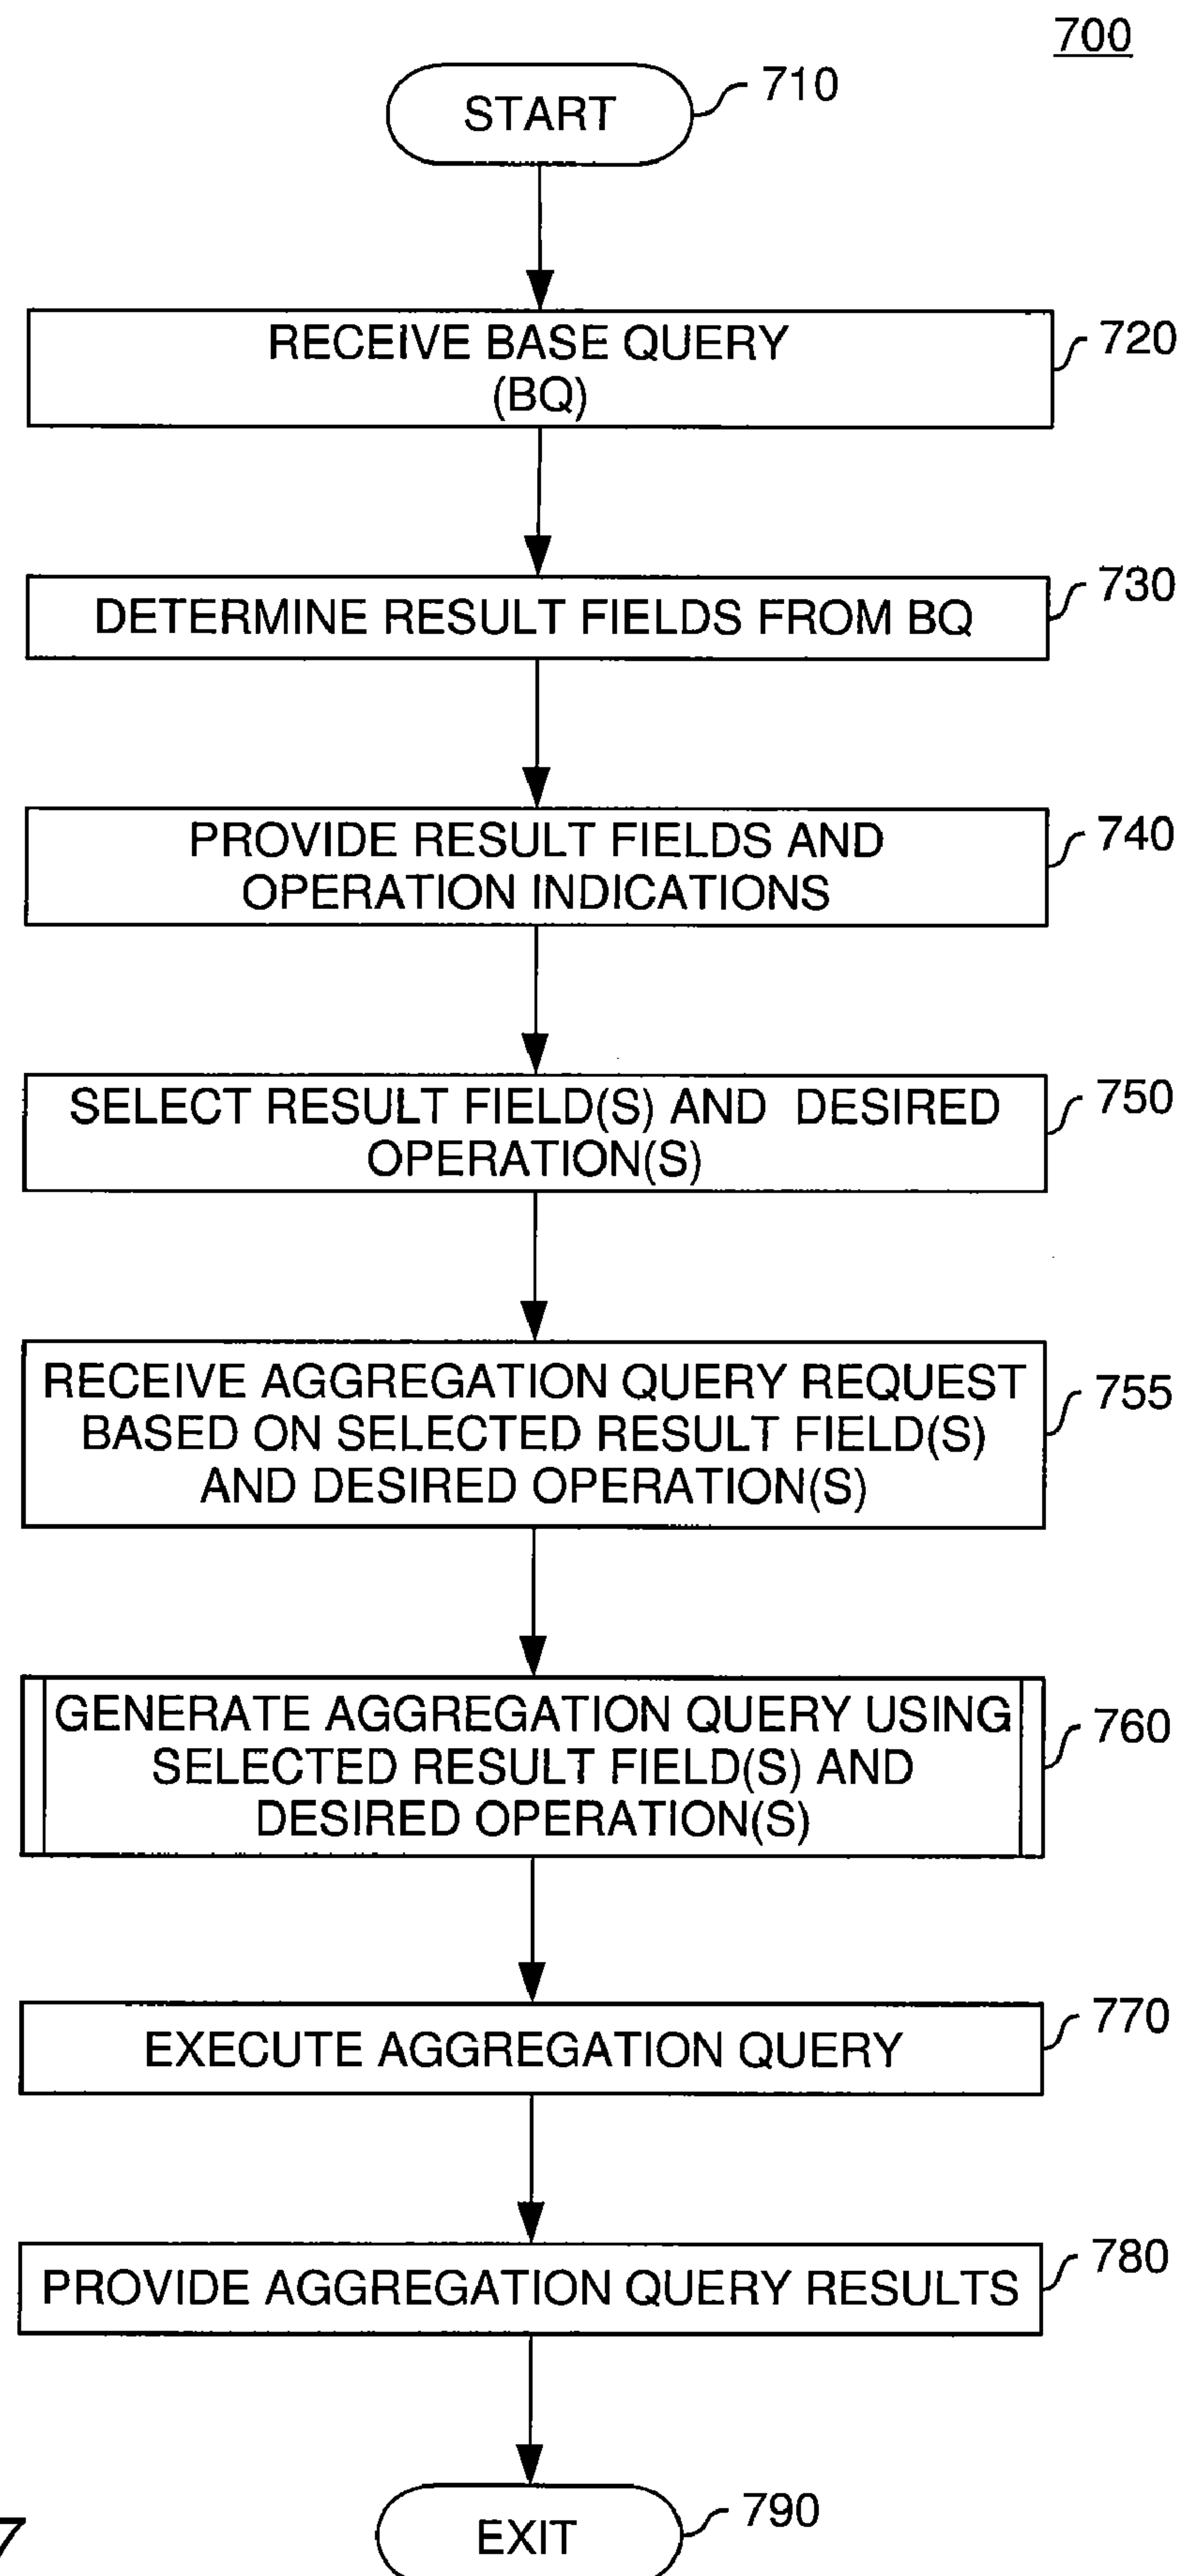 700
START
710
RECEIVE BASE QUERY
(BQ)
720
DETERMINE RESULT FIELDS FROM BQ
730
PROVIDE RESULT FIELDS AND
OPERATION INDICATIONS
740
SELECT RESULT FIELD(S) AND DESIRED
OPERATION(S)
750
RECEIVE AGGREGATION QUERY REQUEST
BASED ON SELECTED RESULT FIELD(S)
AND DESIRED OPERATION(S)
755
GENERATE AGGREGATION QUERY USING
SELECTED RESULT FIELD(S) AND
DESIRED OPERATION(S)
760
EXECUTE AGGREGATION QUERY
770
PROVIDE AGGREGATION QUERY RESULTS
780
EXIT
790
7